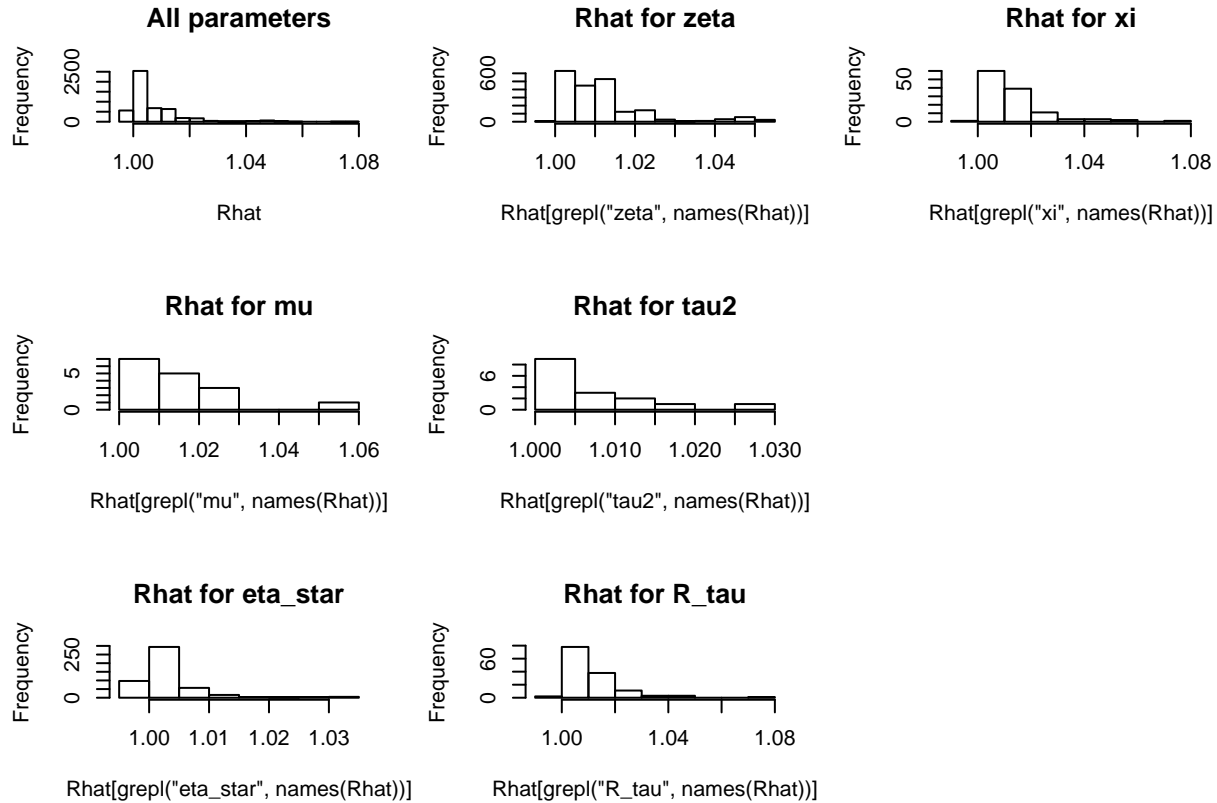 All parameters
Frequency
0
2500
1.00
1.04
1.08
Rhat
Rhat for zeta
Frequency
0
600
1.00
1.02
1.04
Rhat[grepl("zeta", names(Rhat))]
Rhat for xi
Frequency
0
50
1.00
1.04
1.08
Rhat[grepl("xi", names(Rhat))]
Rhat for mu
Frequency
0
5
1.00
1.02
1.04
1.06
Rhat[grepl("mu", names(Rhat))]
Rhat for tau2
Frequency
0
6
1.000
1.010
1.020
1.030
Rhat[grepl("tau2", names(Rhat))]
Rhat for eta_star
Frequency
0
250
1.00
1.01
1.02
1.03
Rhat[grepl("eta_star", names(Rhat))]
Rhat for R_tau
Frequency
0
60
1.00
1.04
1.08
Rhat[grepl("R_tau", names(Rhat))]